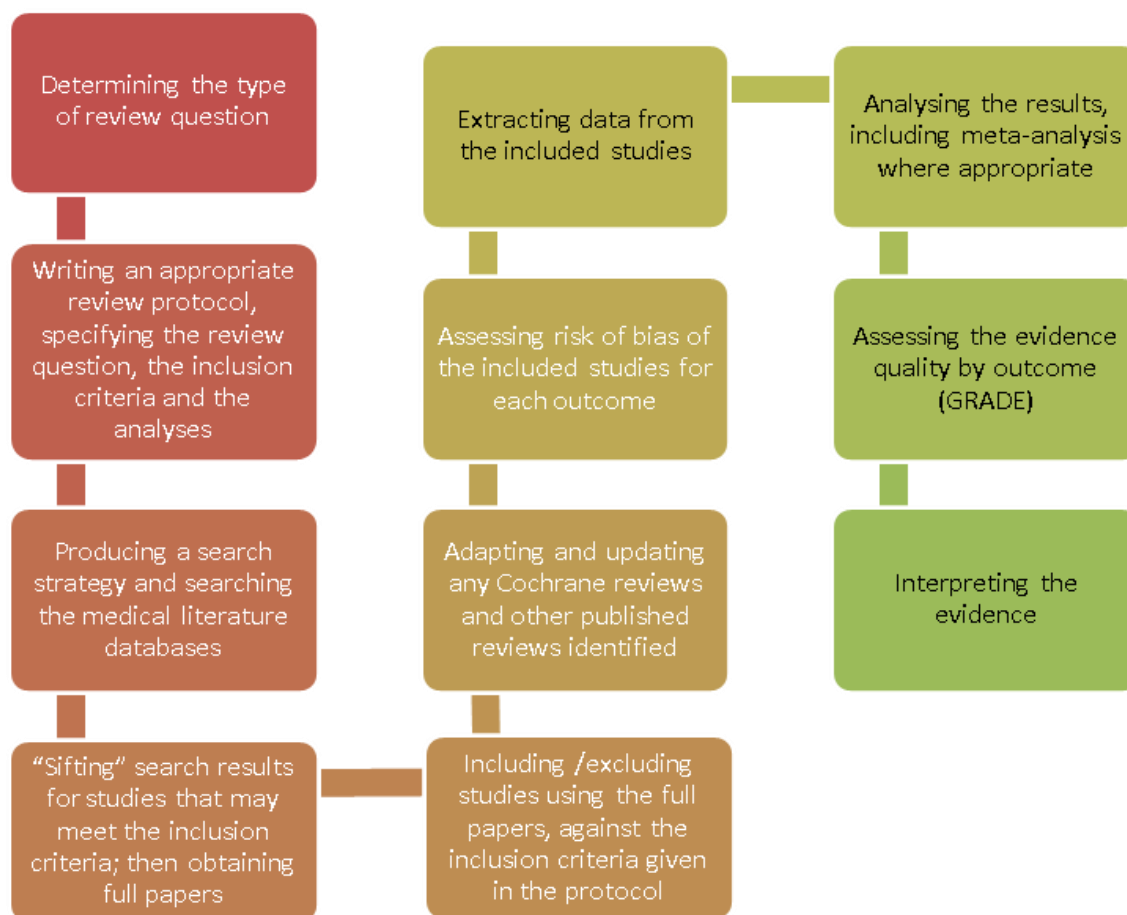 Determining the type
of review question
Writing an appropriate
review protocol,
specifying the review
question, the inclusion
criteria and the
analyses
Producing a search
strategy and searching
the medical literature
databases
“Sifting” search results
for studies that may
meet the inclusion
criteria; then obtaining
full papers
Including /excluding
studies using the full
papers, against the
inclusion criteria given
in the protocol
Adapting and updating
any Cochrane reviews
and other published
reviews identified
Assessing risk of bias of
the included studies for
each outcome
Extracting data from
the included studies
Analysing the results,
including meta-analysis
where appropriate
Assessing the evidence
quality by outcome
(GRADE)
Interpreting the
evidence